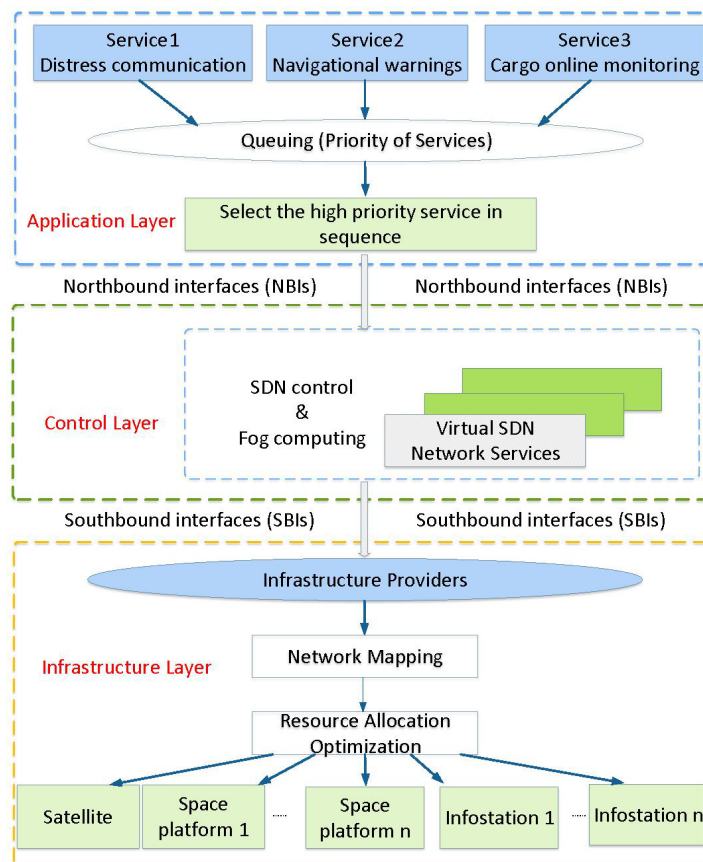 Service1
Distress communication
Service2
Navigational warnings
Service3
Cargo online monitoring
Queuing (Priority of Services)
Application Layer
Select the high priority service in
sequence
Northbound interfaces (NBIs)
Northbound interfaces (NBIs)
Control Layer
SDN control
&
Fog computing
Virtual SDN
Network Services
Southbound interfaces (SBIs)
Southbound interfaces (SBIs)
Infrastructure Providers
Infrastructure Layer
Network Mapping
Resource Allocation
Optimization
Satellite
Space
platform 1
.....
Space
platform n
Infostation 1
.....
Infostation n